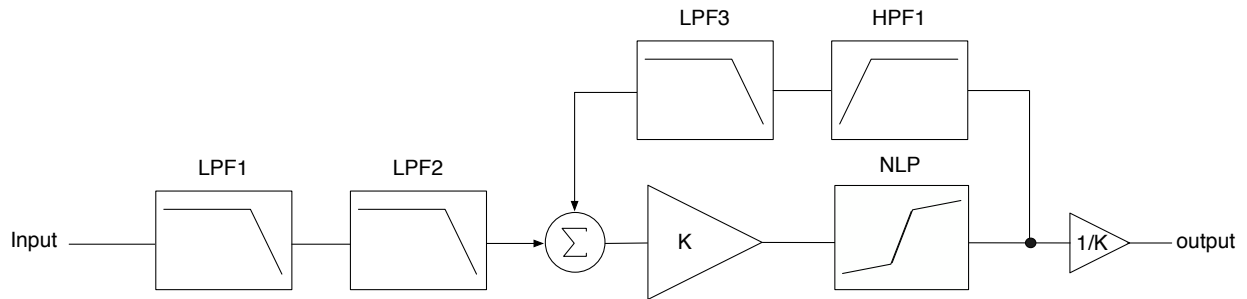 LPF3 HPF1
LPF1 LPF2 NLP
Input Σ K 1/K output